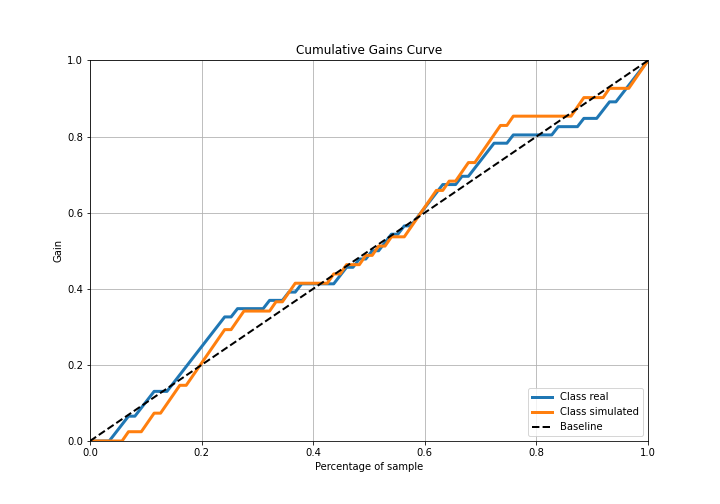 Cumulative Gains Curve
1.0
0.8
0.6
0.4
0.2
0.0
Gain
0.0 0.2 0.4 0.6 0.8 1.0
Percentage of sample
Class real
Class simulated
Baseline